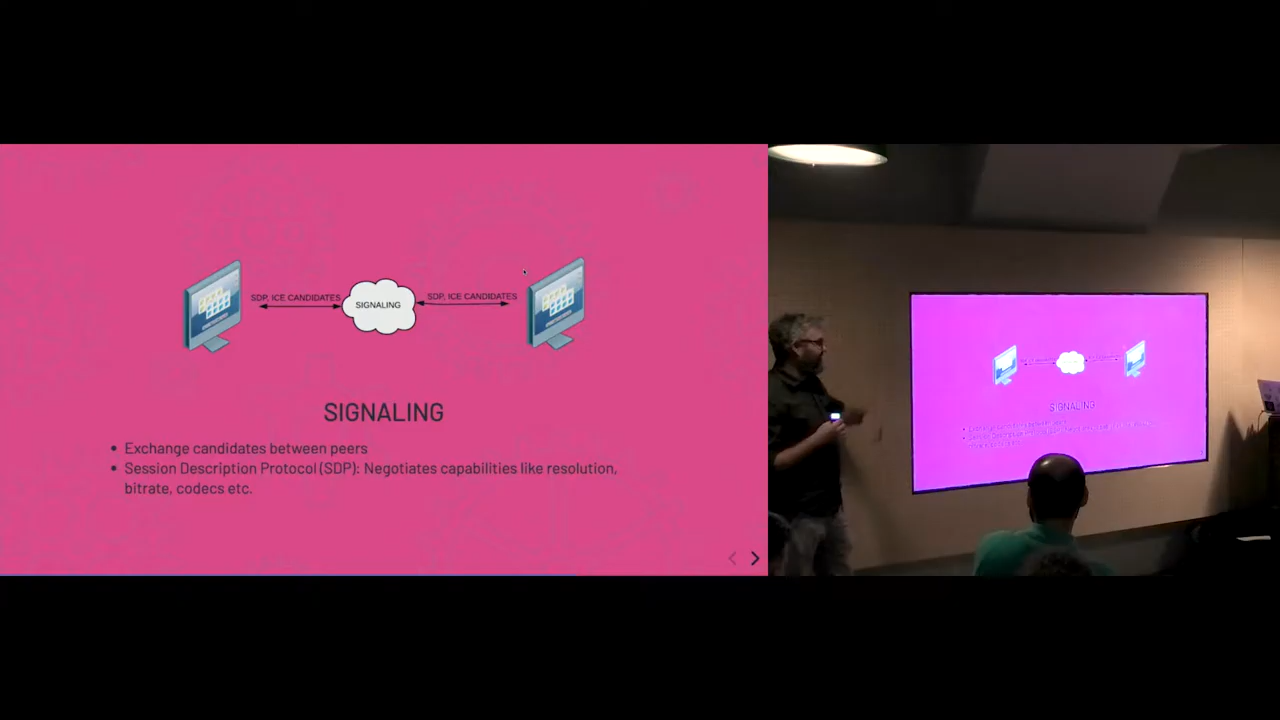 SDP, ICE CANDIDATES
SIGNALING
SDP, ICE CANDIDATES
SIGNALING
Exchange candidates between peers
Session Description Protocol (SDP): Negotiates capabilities like resolution,
bitrate, codecs etc.
SIGNALING